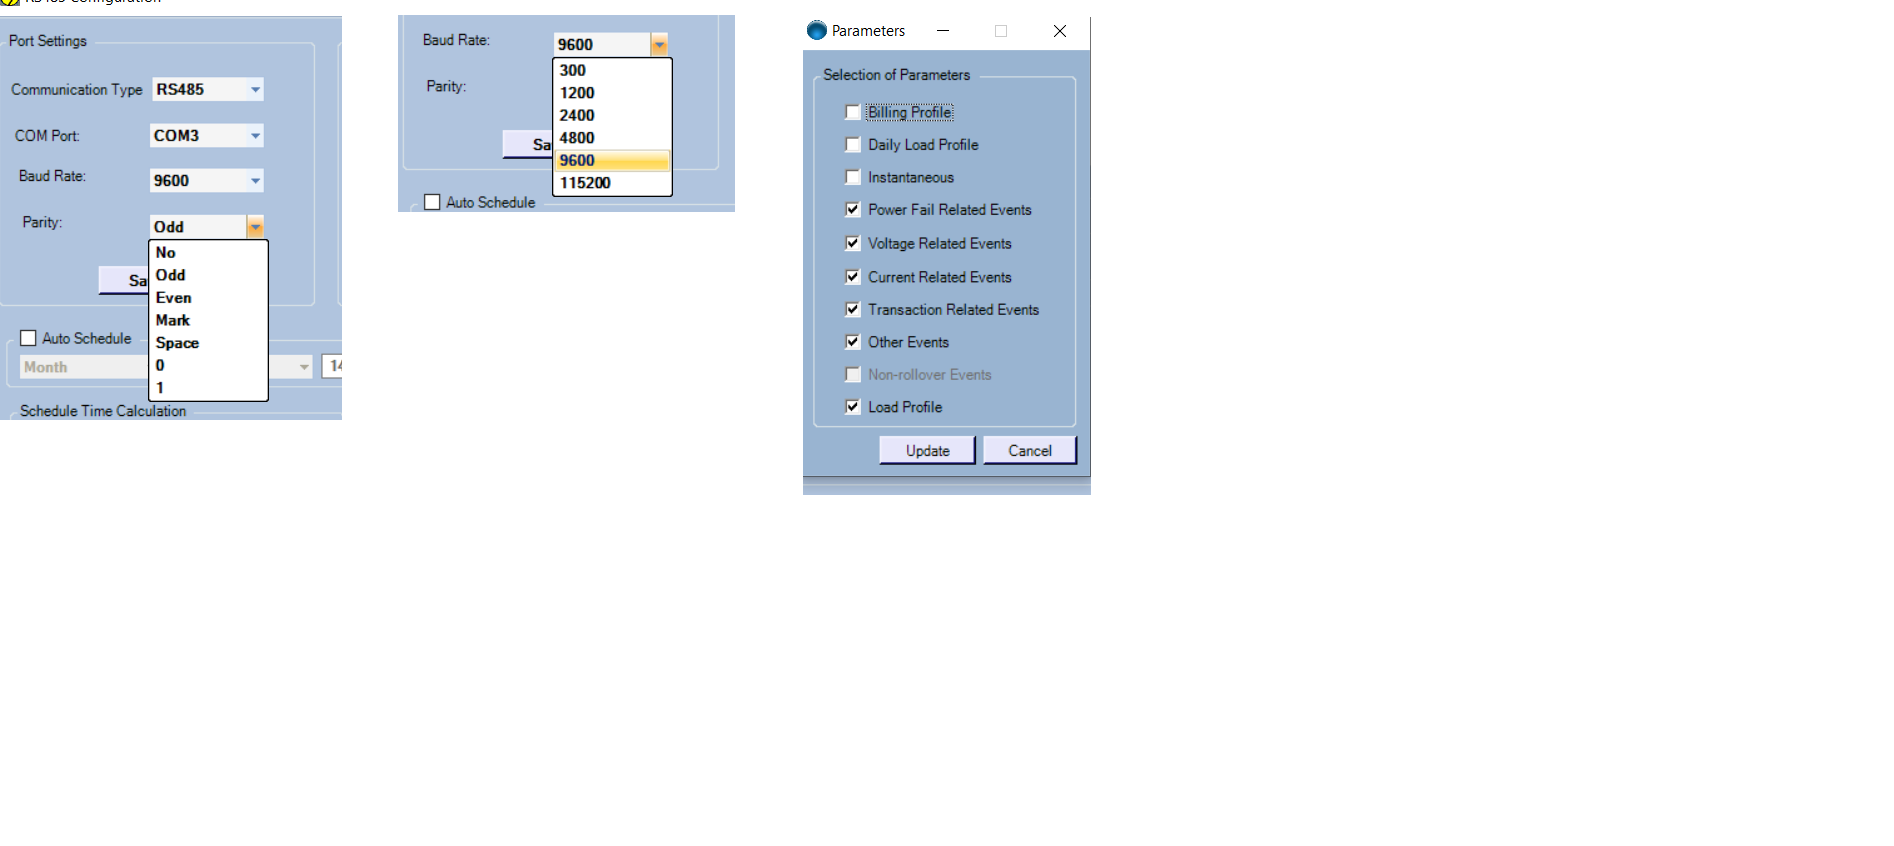 RS485 Configuration
Port Settings
Communication Type RS485
COM Port: COM3
Baud Rate: 9600
Parity: Odd
No
Odd
Even
Mark
Space
0
1
Sa
Auto Schedule
Month 14
Schedule Time Calculation
Baud Rate: 9600
300
1200
2400
4800
9600
115200
Parity:
Sa
Auto Schedule
Parameters
Selection of Parameters
Billing Profile
Daily Load Profile
Instantaneous
Power Fail Related Events
Voltage Related Events
Current Related Events
Transaction Related Events
Other Events
Non-rollover Events
Load Profile
Update Cancel